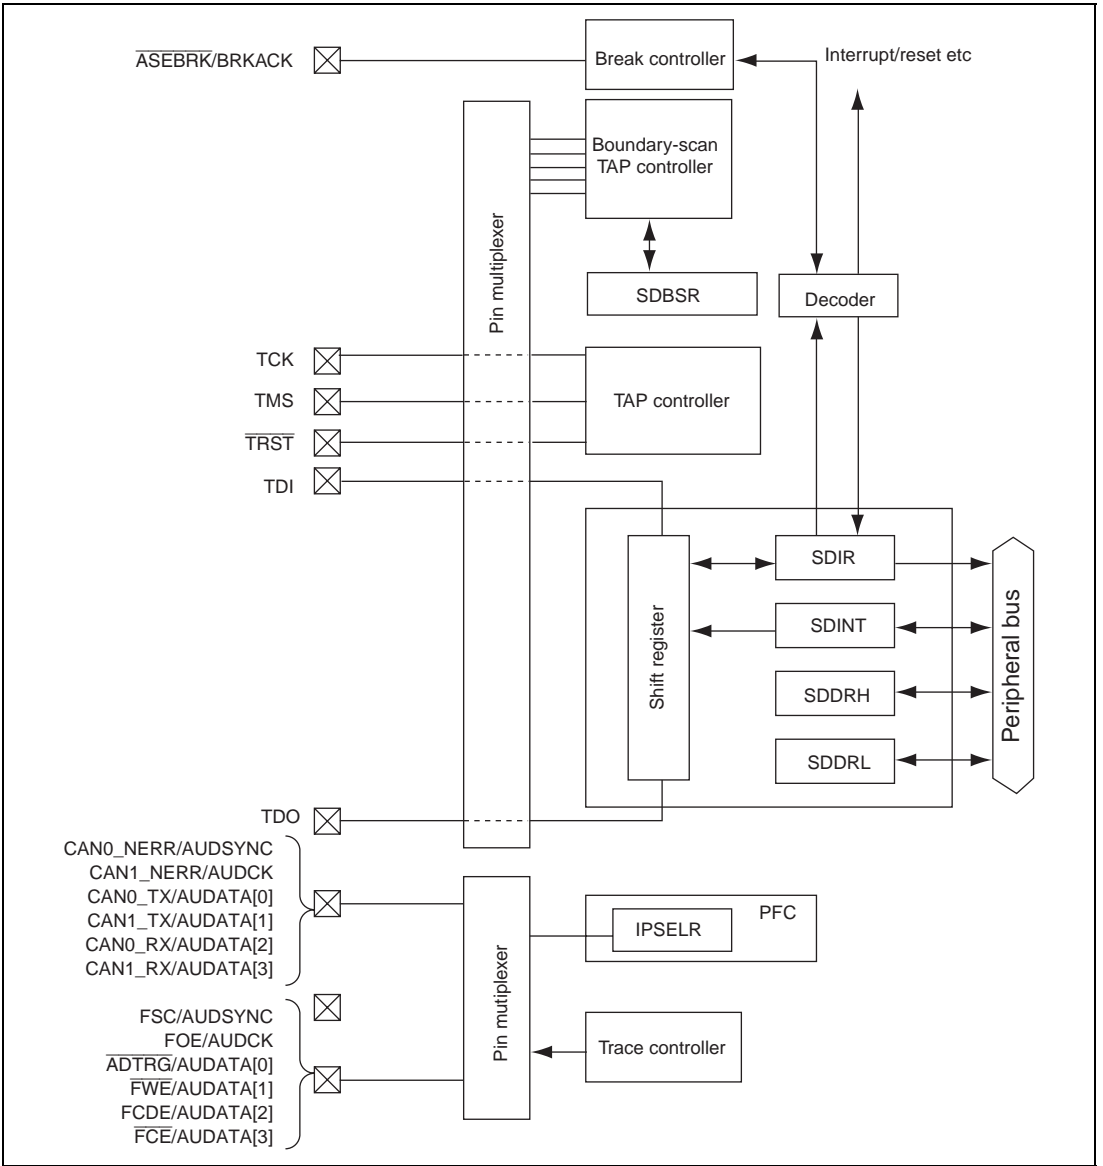 ASEBRK/BRKACK
Break controller
Interrupt/reset etc
Boundary-scan
TAP controller
Pin multiplexer
SDBSR
Decoder
TCK
TMS
TRST
TDI
TAP controller
Shift register
SDIR
SDINT
SDDRH
SDDRL
Peripheral bus
TDO
CAN0_NERR/AUDSYNC
CAN1_NERR/AUDCK
CAN0_TX/AUDATA[0]
CAN1_TX/AUDATA[1]
CAN0_RX/AUDATA[2]
CAN1_RX/AUDATA[3]
Pin mutiplexer
PFC
IPSELR
FSC/AUDSYNC
FOE/AUDCK
ADTRG/AUDATA[0]
FWE/AUDATA[1]
FCDE/AUDATA[2]
FCE/AUDATA[3]
Trace controller